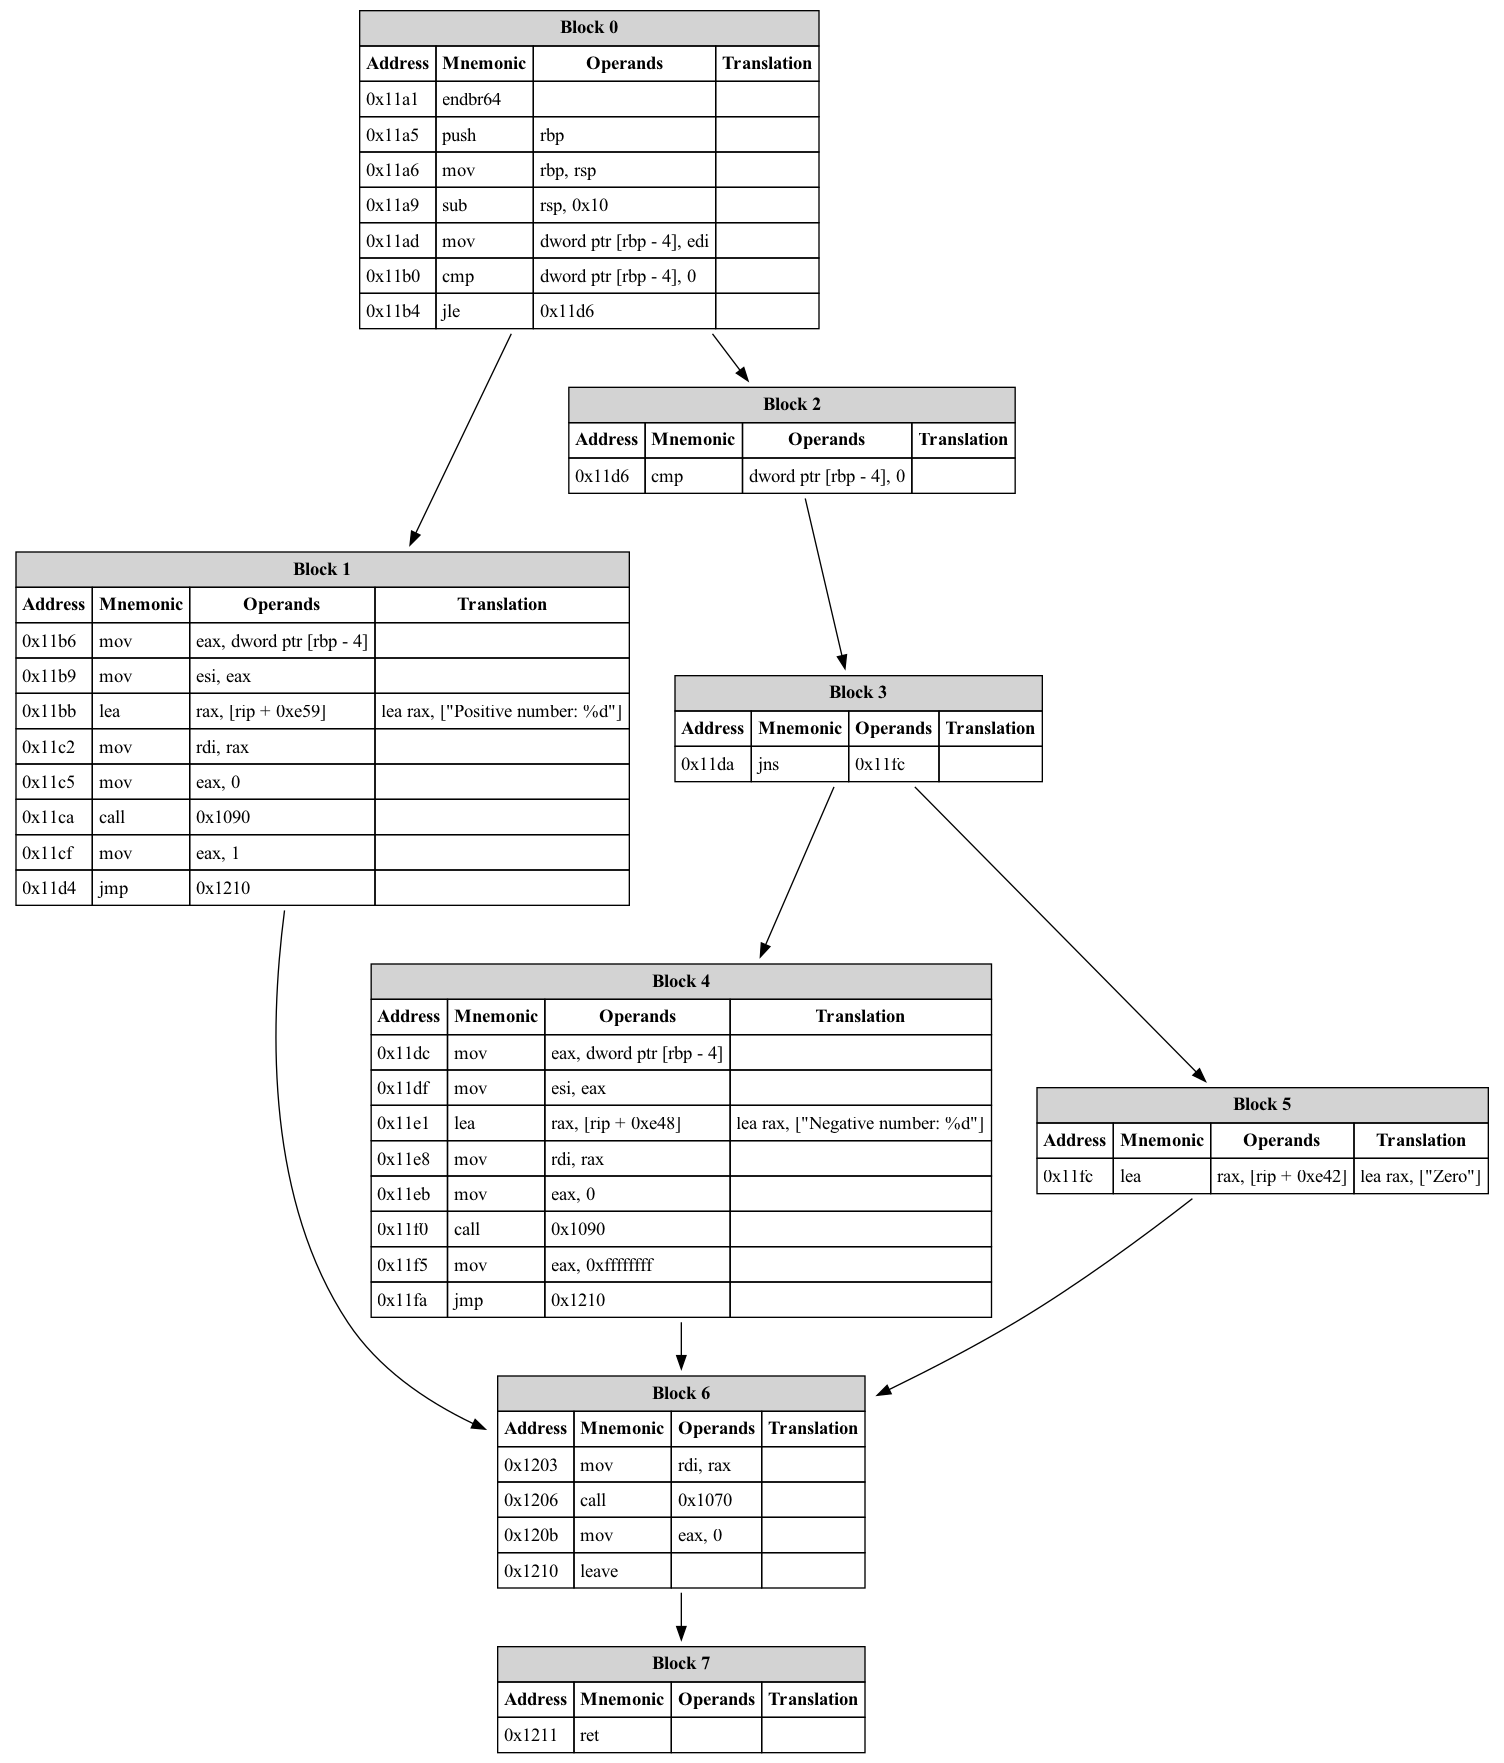 Block 0
Address Mnemonic Operands Translation
0x11a1 endbr64
0x11a5 push rbp
0x11a6 mov rbp, rsp
0x11a9 sub rsp, 0x10
0x11ad mov dword ptr [rbp - 4], edi
0x11b0 cmp dword ptr [rbp - 4], 0
0x11b4 jle 0x11d6
Block 2
Address Mnemonic Operands Translation
0x11d6 cmp dword ptr [rbp - 4], 0
Block 1
Address Mnemonic Operands Translation
0x11b6 mov eax, dword ptr [rbp - 4]
0x11b9 mov esi, eax
0x11bb lea rax, [rip + 0xe59] lea rax, ["Positive number: %d"]
0x11c2 mov rdi, rax
0x11c5 mov eax, 0
0x11ca call 0x1090
0x11cf mov eax, 1
0x11d4 jmp 0x1210
Block 3
Address Mnemonic Operands Translation
0x11da jns 0x11fc
Block 4
Address Mnemonic Operands Translation
0x11dc mov eax, dword ptr [rbp - 4]
0x11df mov esi, eax
0x11e1 lea rax, [rip + 0xe48] lea rax, ["Negative number: %d"]
0x11e8 mov rdi, rax
0x11eb mov eax, 0
0x11f0 call 0x1090
0x11f5 mov eax, 0xffffffff
0x11fa jmp 0x1210
Block 5
Address Mnemonic Operands Translation
0x11fc lea rax, [rip + 0xe42] lea rax, ["Zero"]
Block 6
Address Mnemonic Operands Translation
0x1203 mov rdi, rax
0x1206 call 0x1070
0x120b mov eax, 0
0x1210 leave
Block 7
Address Mnemonic Operands Translation
0x1211 ret